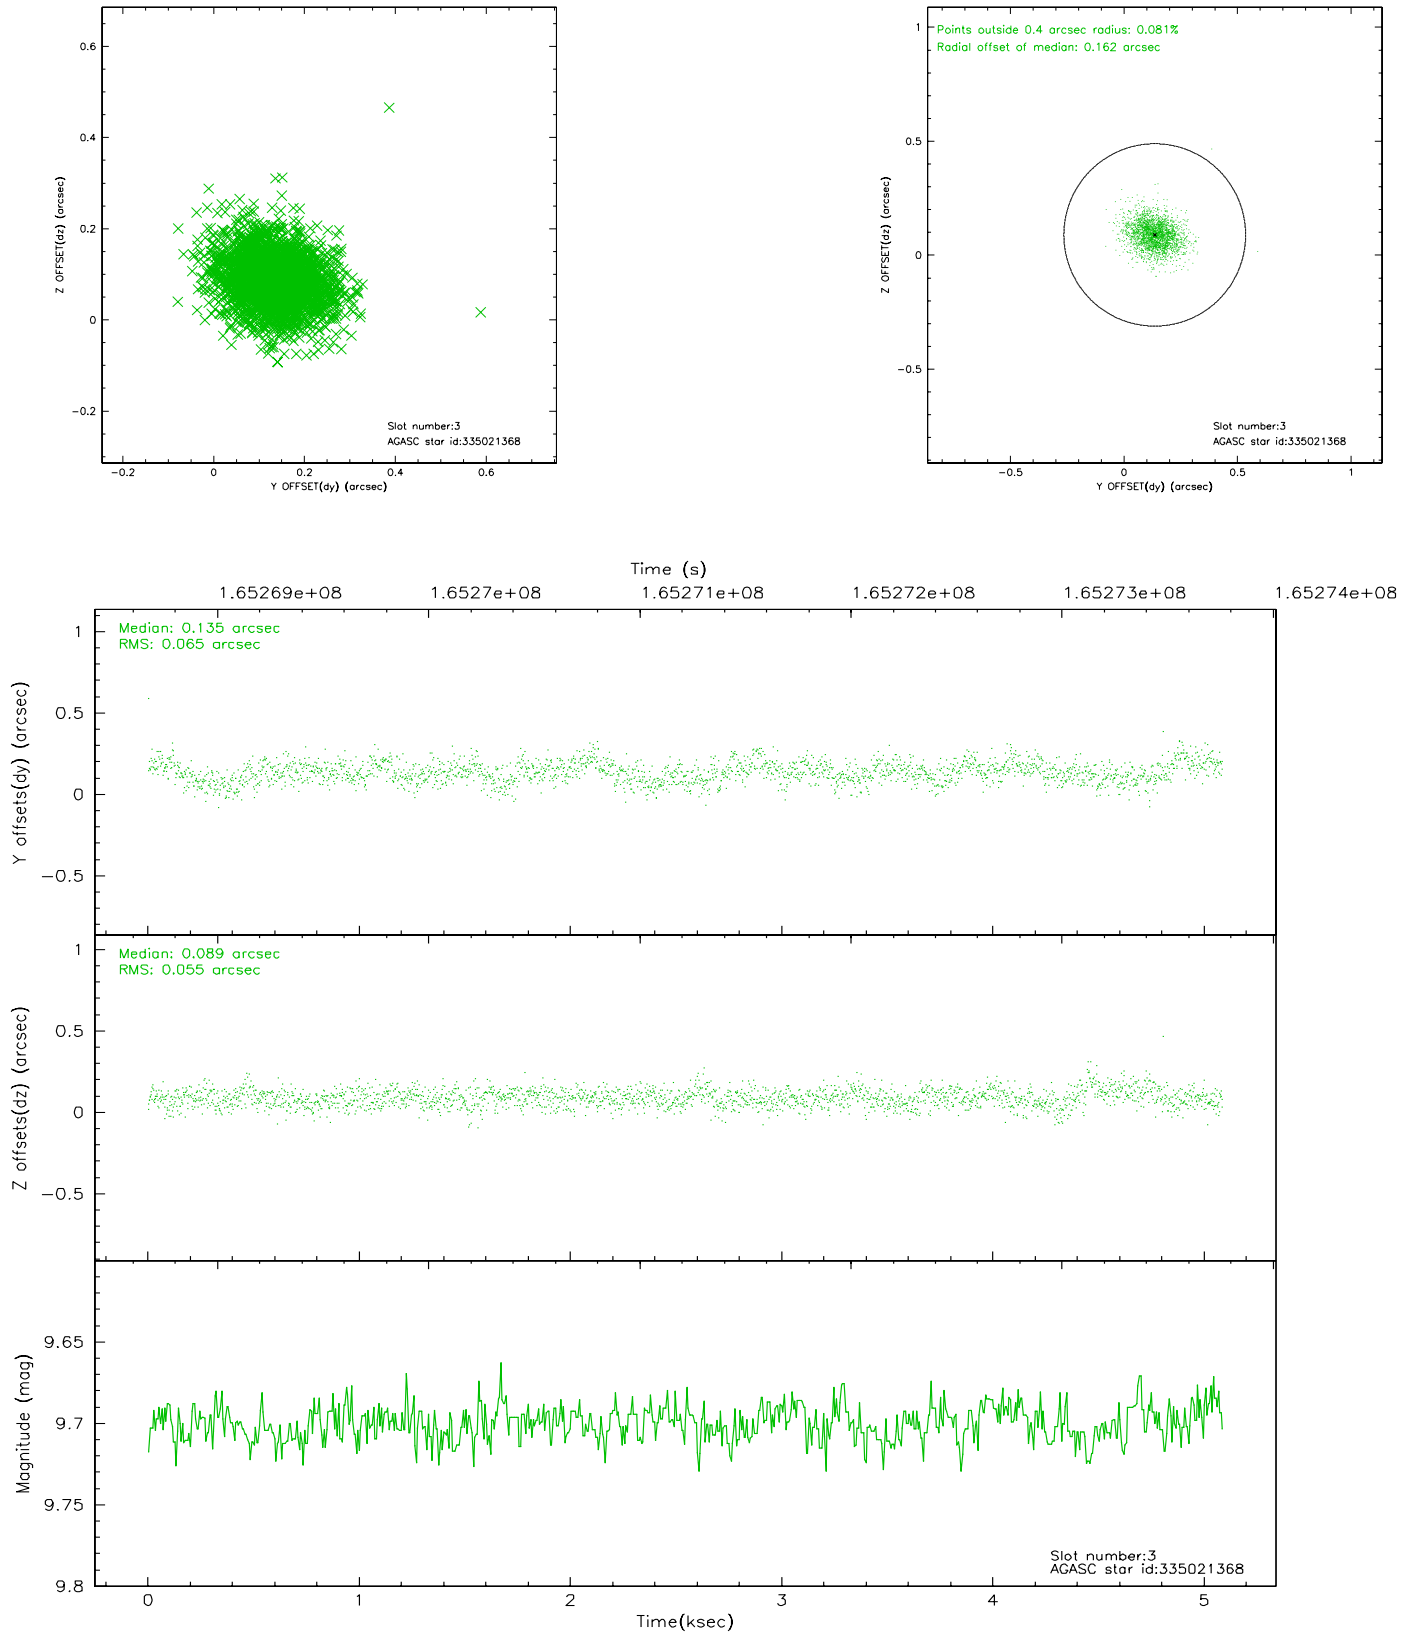 0.6
0.4
0.2
0
−0.2
Z OFFSET(dz) (arcsec)
−0.2 0 0.2 0.4 0.6
Y OFFSET(dy) (arcsec)
Slot number:3
AGASC star id:335021368
Points outside 0.4 arcsec radius: 0.081%
Radial offset of median: 0.162 arcsec
1
0.5
0
−0.5
Z OFFSET(dz) (arcsec)
−0.5 0 0.5 1
Y OFFSET(dy) (arcsec)
Slot number:3
AGASC star id:335021368
Time (s)
1.65269e+08 1.6527e+08 1.65271e+08 1.65272e+08 1.65273e+08 1.65274e+08
Median: 0.135 arcsec
RMS: 0.065 arcsec
1
0.5
0
−0.5
Y offsets(dy) (arcsec)
Median: 0.089 arcsec
RMS: 0.055 arcsec
1
0.5
0
−0.5
Z offsets(dz) (arcsec)
9.65
9.7
9.75
9.8
Magnitude (mag)
Slot number:3
AGASC star id:335021368
0 1 2 3 4 5
Time(ksec)